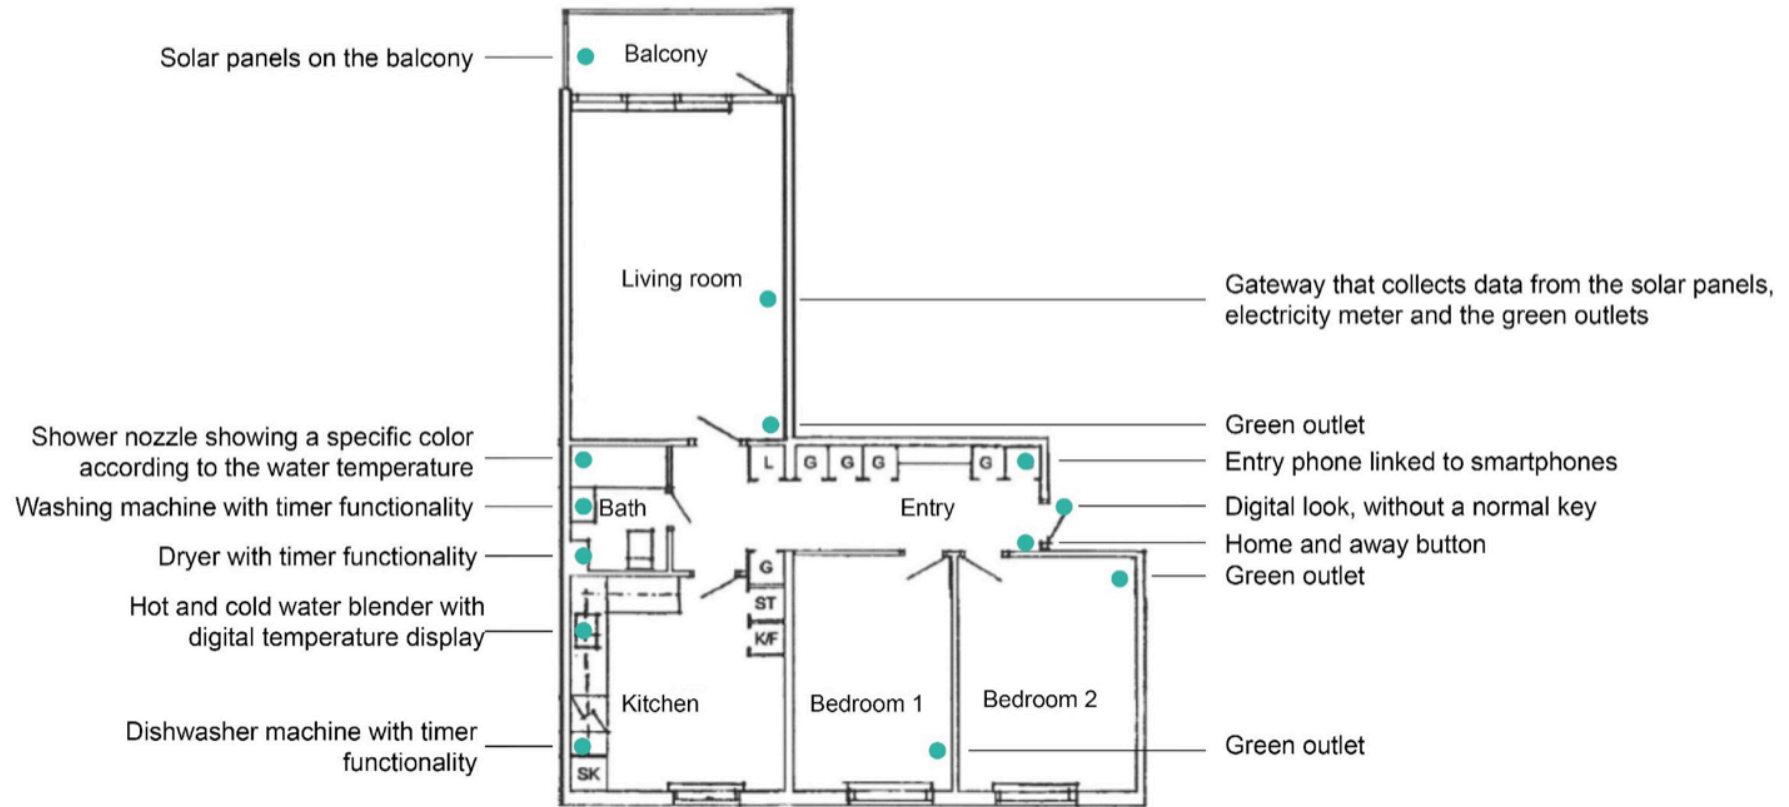 Solar panels on the balcony
Balcony
Living room
Gateway that collects data from the solar panels,
electricity meter and the green outlets
Green outlet
Shower nozzle showing a specific color
according to the water temperature
L
G
G
G
G
Entry phone linked to smartphones
Washing machine with timer functionality
Bath
Entry
Digital look, without a normal key
Home and away button
Dryer with timer functionality
G
Green outlet
Hot and cold water blender with
digital temperature display
ST
K/F
Kitchen
Bedroom 1
Bedroom 2
Dishwasher machine with timer
functionality
SK
Green outlet